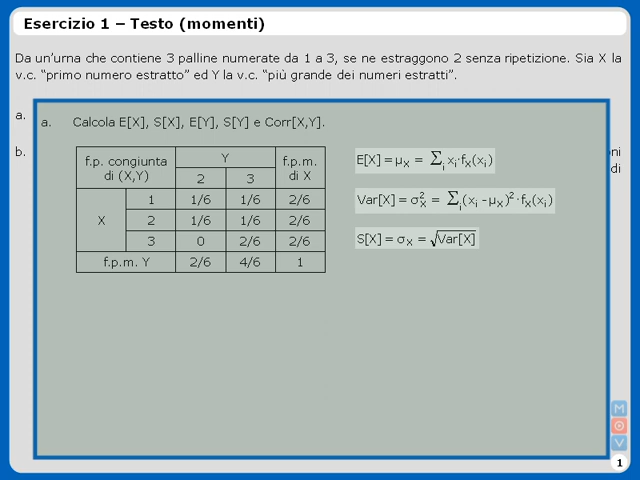 Esercizio 1 – Testo (momenti)
Da un'urna che contiene 3 palline numerate da 1 a 3, se ne estraggono 2 senza ripetizione. Sia X la
v.c. "primo numero estratto" ed Y la v.c. "più grande dei numeri estratti".
a.
a. Calcola E[X], S[X], E[Y], S[Y] e Corr[X,Y].
b.
di
f.p. congiunta di (X,Y) Y f.p.m. di X
2 3
X 1 1/6 1/6 2/6
2 1/6 1/6 2/6
3 0 2/6 2/6
f.p.m. Y 2/6 4/6 1
E[X] = μX = ∑i xi·fX(xi)
Var[X] = σ²X = ∑i(xi -μX)²·fX(xi)
S[X] = σX = √Var[X]
M
O
V
1